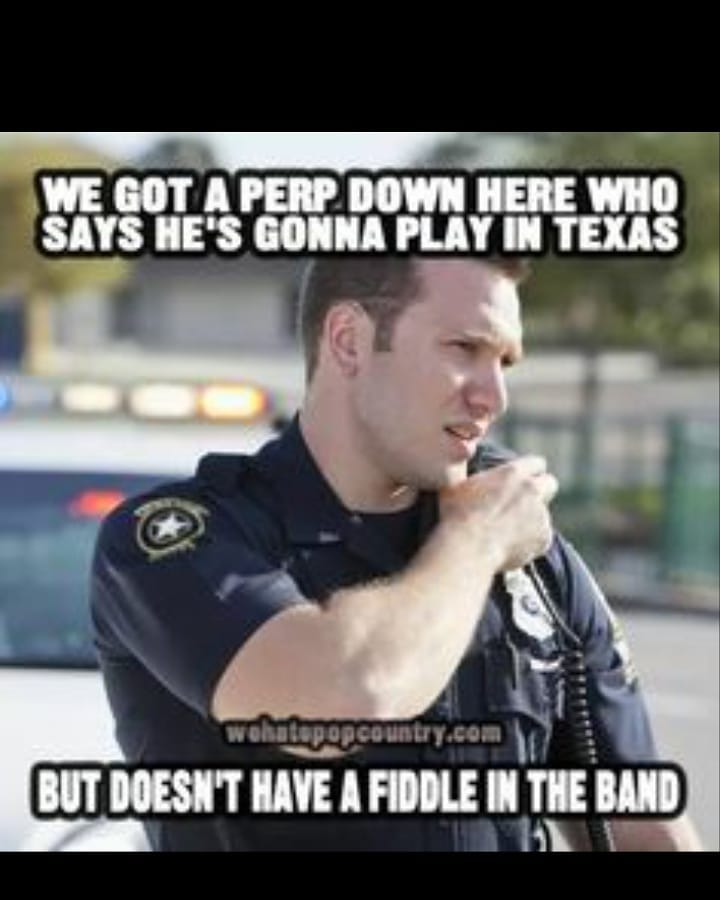 WE GOT A PERP DOWN HERE WHO
SAYS HE'S GONNA PLAY IN TEXAS
wehatepopcountry.com
BUT DOESN'T HAVE A FIDDLE IN THE BAND